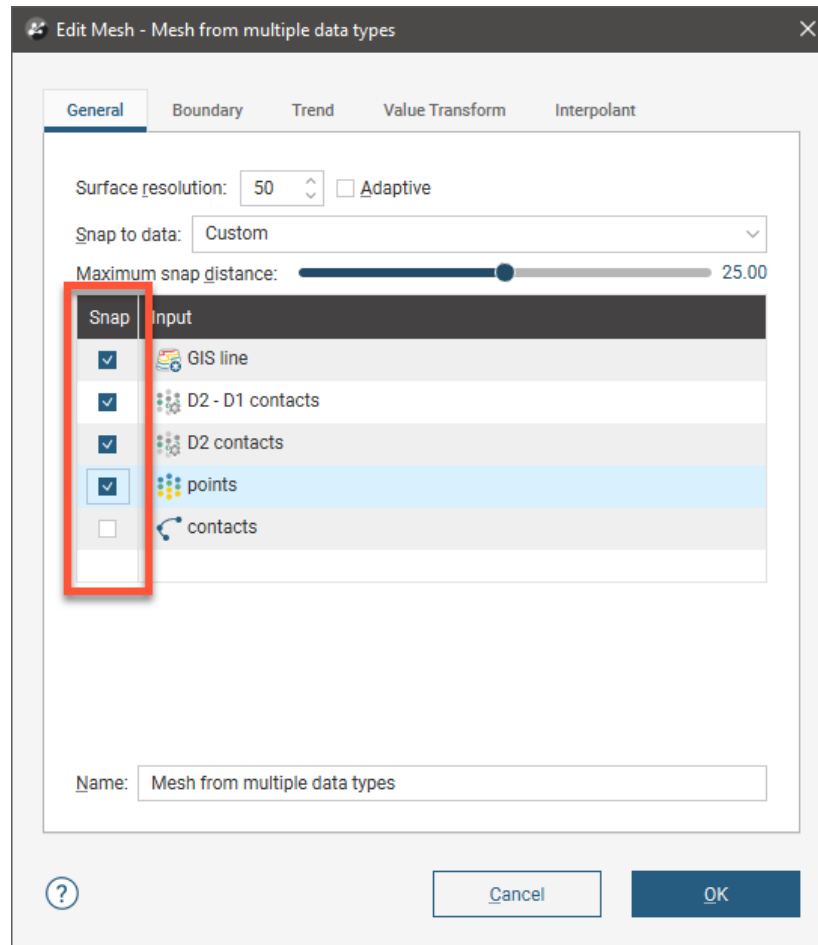 Edit Mesh - Mesh from multiple data types
General Boundary Trend Value Transform Interpolant
Surface resolution: 50 Adaptive
Snap to data: Custom
Maximum snap distance: 25.00
Snap Input
GIS line
D2 - D1 contacts
D2 contacts
points
contacts
Name: Mesh from multiple data types
? Cancel OK